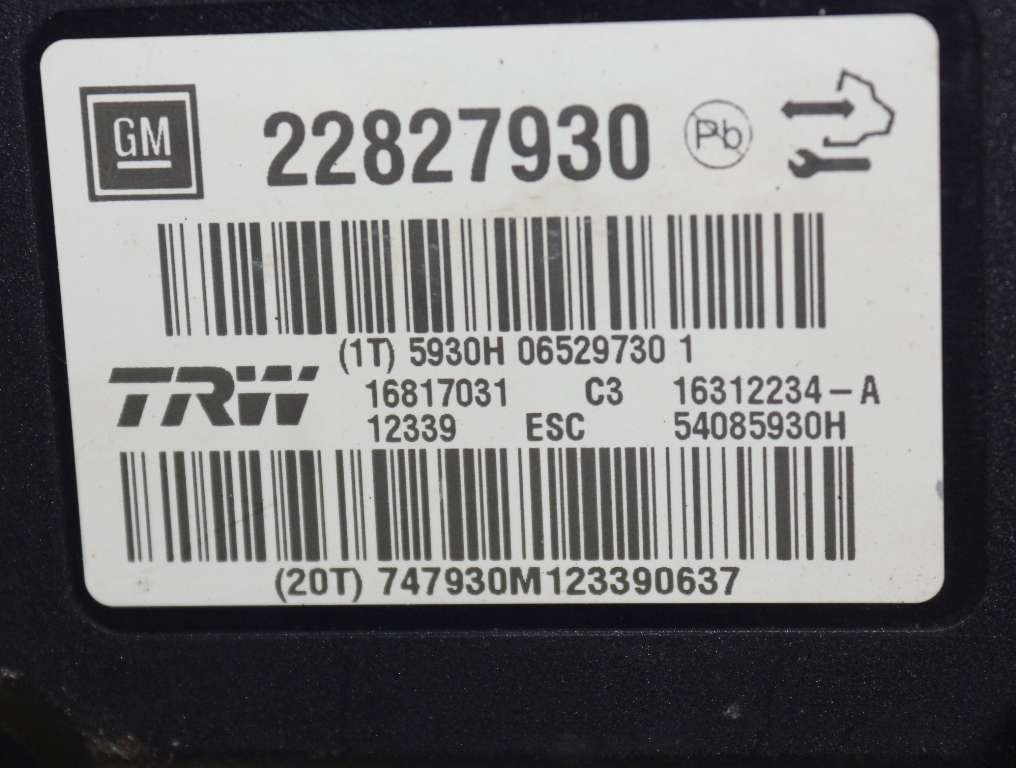 GM 22827930 Pb
(1T) 5930H 06529730 1
TRW 16817031 C3 16312234-A
12339 ESC 54085930H
(20T) 747930M123390637